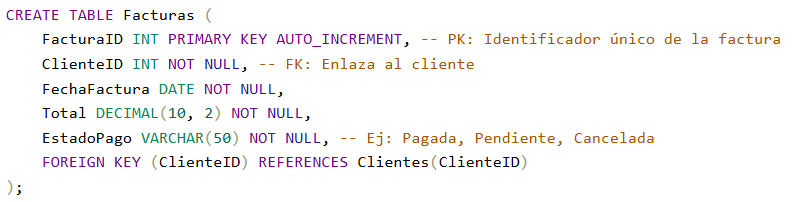 CREATE TABLE Facturas (
    FacturaID INT PRIMARY KEY AUTO_INCREMENT, -- PK: Identificador único de la factura
    ClienteID INT NOT NULL, -- FK: Enlaza al cliente
    FechaFactura DATE NOT NULL,
    Total DECIMAL(10, 2) NOT NULL,
    EstadoPago VARCHAR(50) NOT NULL, -- Ej: Pagada, Pendiente, Cancelada
    FOREIGN KEY (ClienteID) REFERENCES Clientes(ClienteID)
);